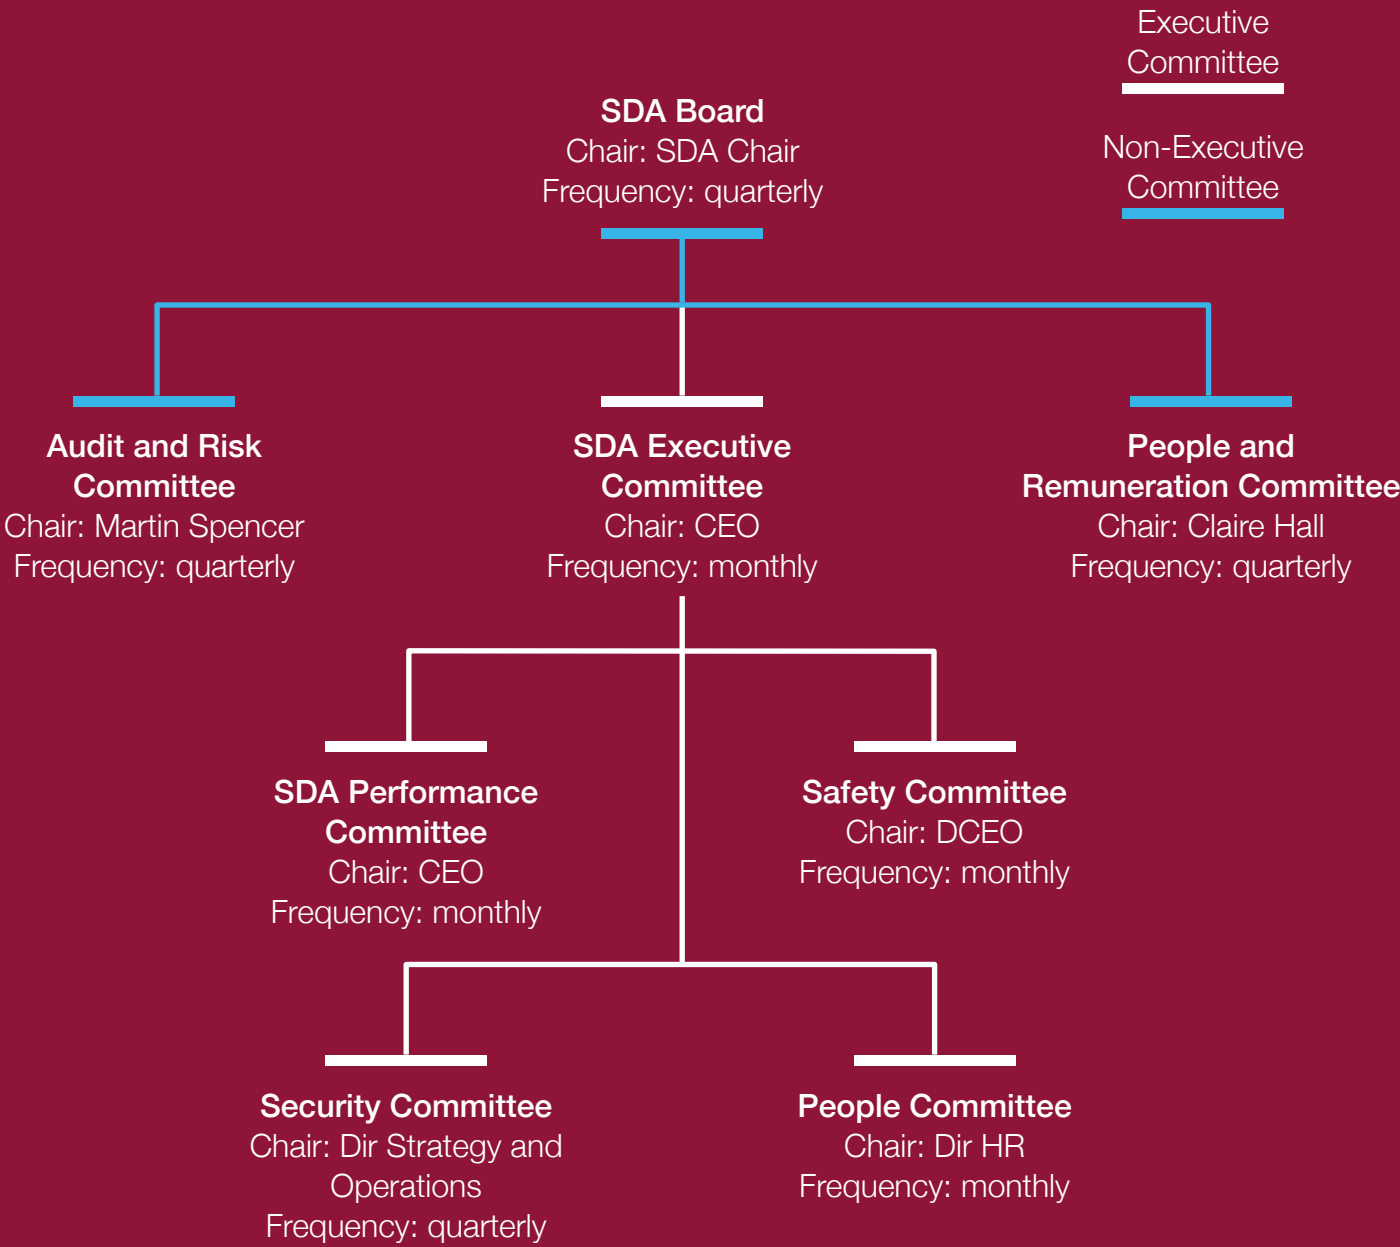 Executive
Committee
Non-Executive
Committee
SDA Board
Chair: SDA Chair
Frequency: quarterly
Audit and Risk
Committee
Chair: Martin Spencer
Frequency: quarterly
SDA Executive
Committee
Chair: CEO
Frequency: monthly
People and
Remuneration Committee
Chair: Claire Hall
Frequency: quarterly
SDA Performance
Committee
Chair: CEO
Frequency: monthly
Safety Committee
Chair: DCEO
Frequency: monthly
Security Committee
Chair: Dir Strategy and
Operations
Frequency: quarterly
People Committee
Chair: Dir HR
Frequency: monthly